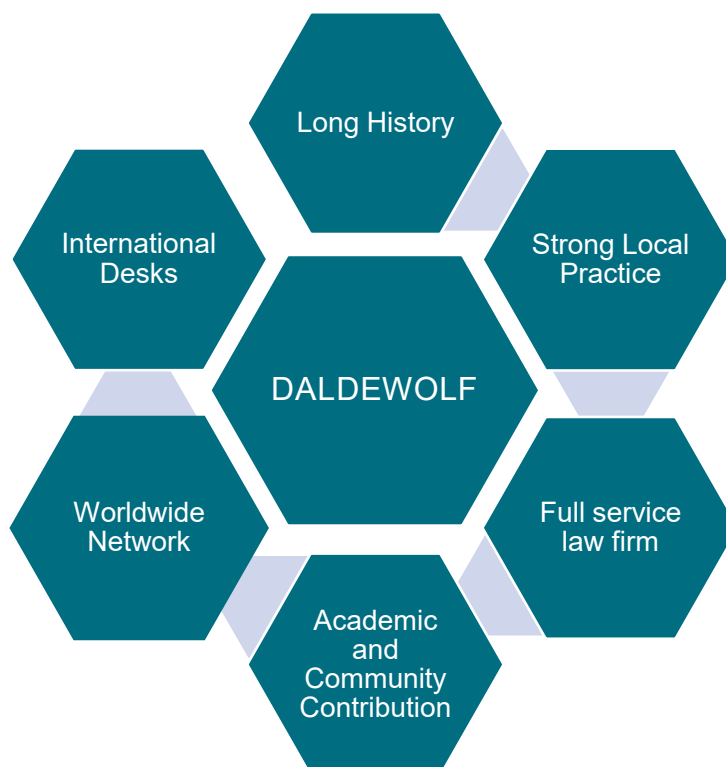 Long History
International
Desks
Strong Local
Practice
DALDEWOLF
Worldwide
Network
Full service
law firm
Academic
and
Community
Contribution